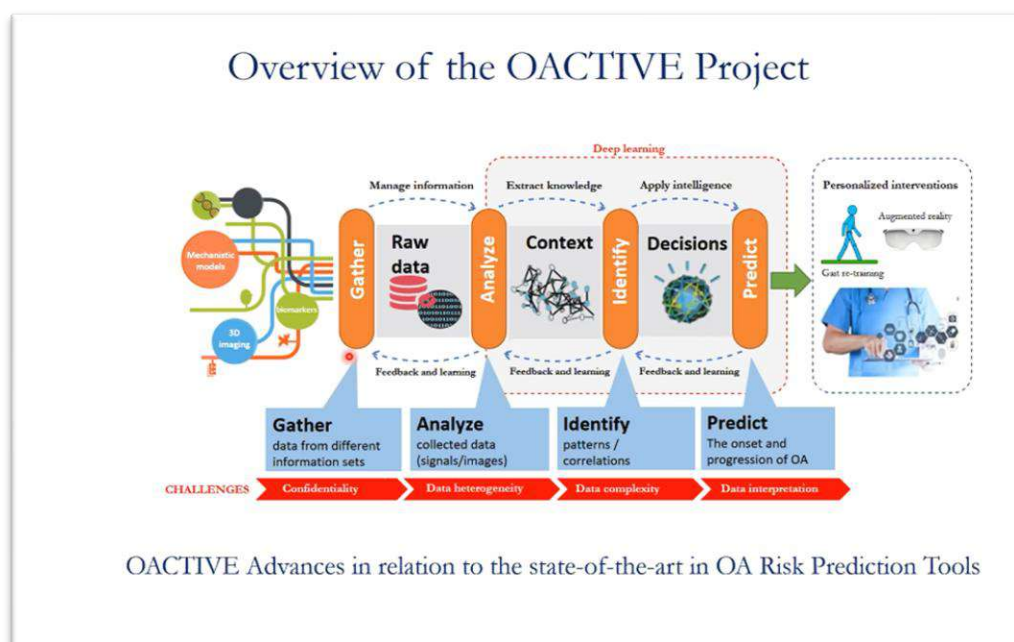 Overview of the OACTIVE Project
Deep learning
Manage information
Extract knowledge
Apply intelligence
Personalized interventions
Augmented reality
Gait re-training
Mechanistic
models
biomarkers
3D
imaging
Gather
Raw
data
Analyze
Context
Identify
Decisions
Predict
Feedback and learning
Feedback and learning
Feedback and learning
Gather
data from different
information sets
Analyze
collected data
(signals/images)
Identify
patterns /
correlations
Predict
The onset and
progression of OA
CHALLENGES
Confidentiality
Data heterogeneity
Data complexity
Data interpretation
OACTIVE Advances in relation to the state-of-the-art in OA Risk Prediction Tools